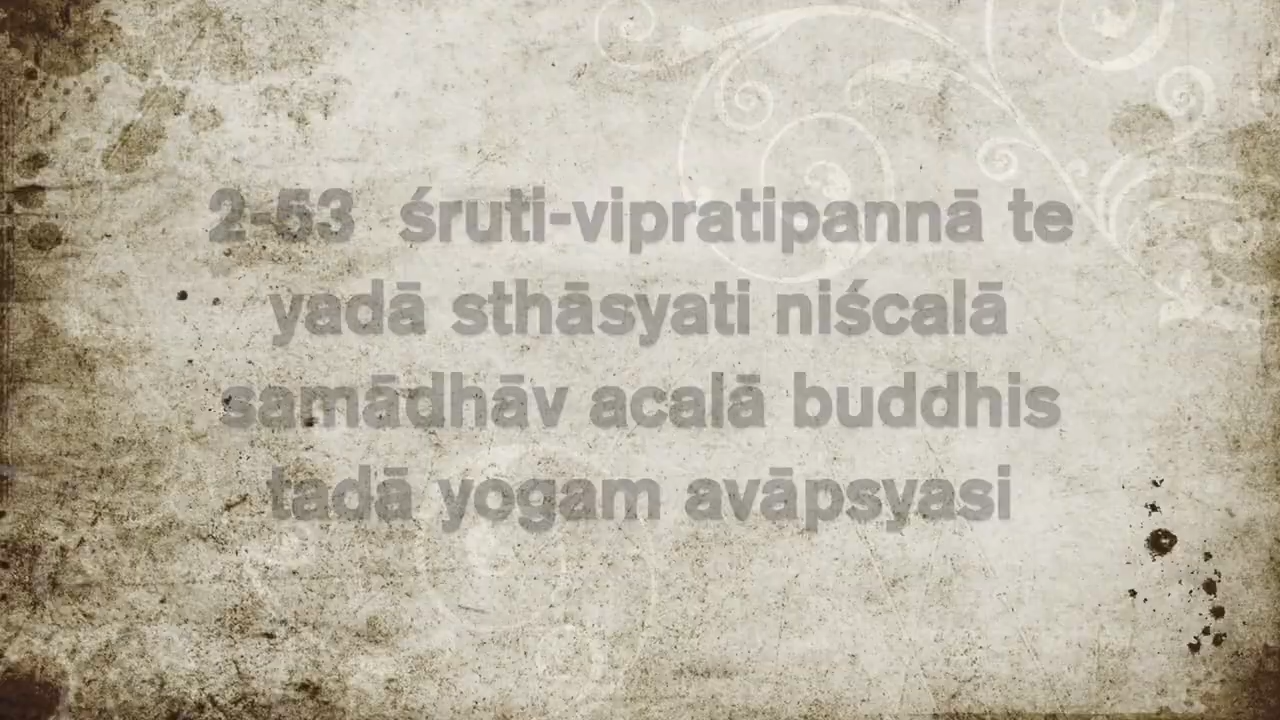 2-53 śruti-vipratipannā te
yadā sthāsyati niścalā
samādhāv acalā buddhis
tadā yogam avāpsyasi